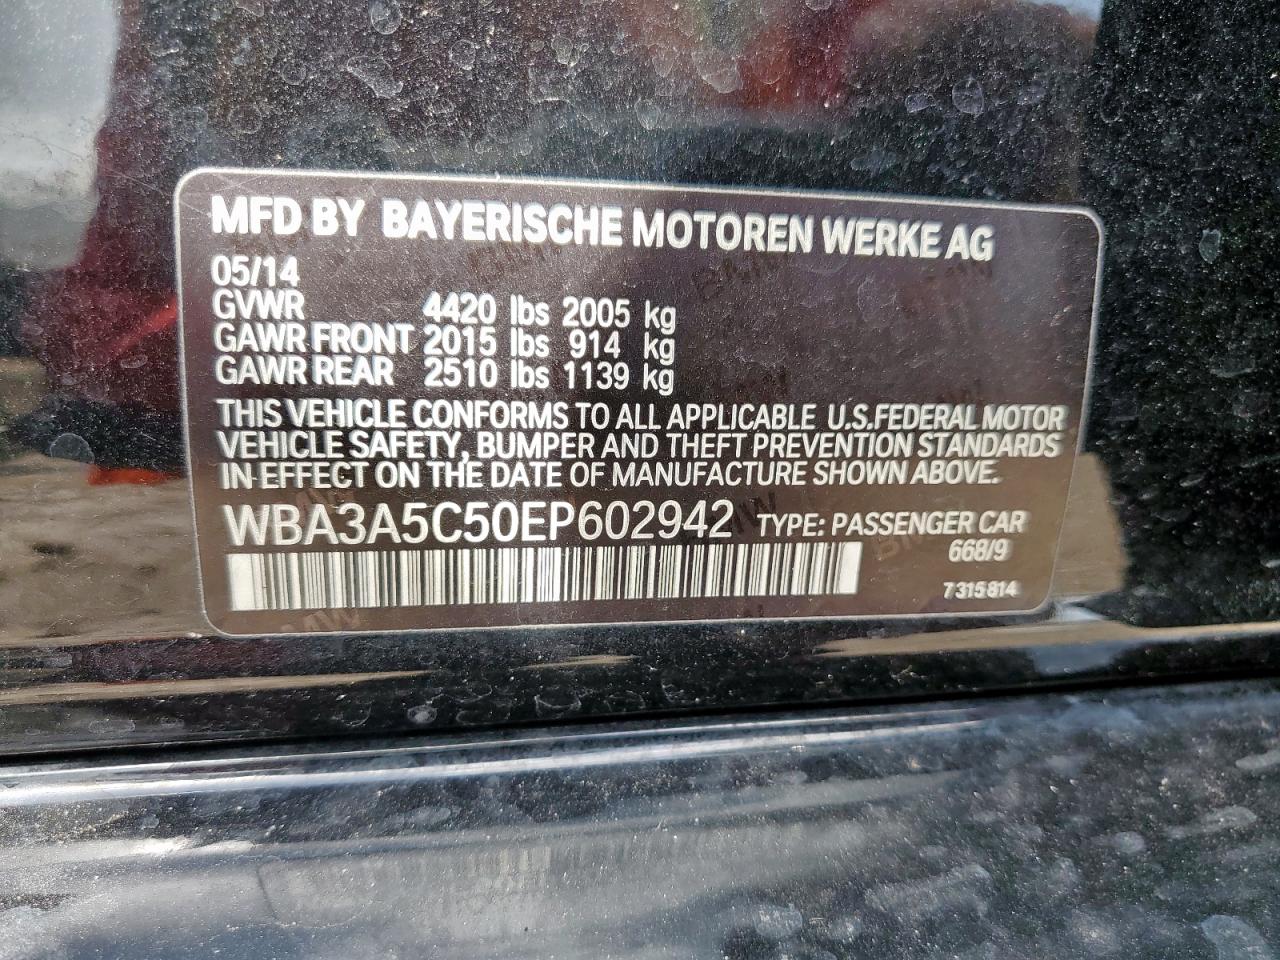 MFD BY BAYERISCHE MOTOREN WERKE AG
05/14
GVWR 4420 lbs 2005 kg
GAWR FRONT 2015 lbs 914 kg
GAWR REAR 2510 lbs 1139 kg
THIS VEHICLE CONFORMS TO ALL APPLICABLE U.S.FEDERAL MOTOR
VEHICLE SAFETY, BUMPER AND THEFT PREVENTION STANDARDS
IN EFFECT ON THE DATE OF MANUFACTURE SHOWN ABOVE.
WBA3A5C50EP602942 TYPE: PASSENGER CAR
668/9
7 315 814